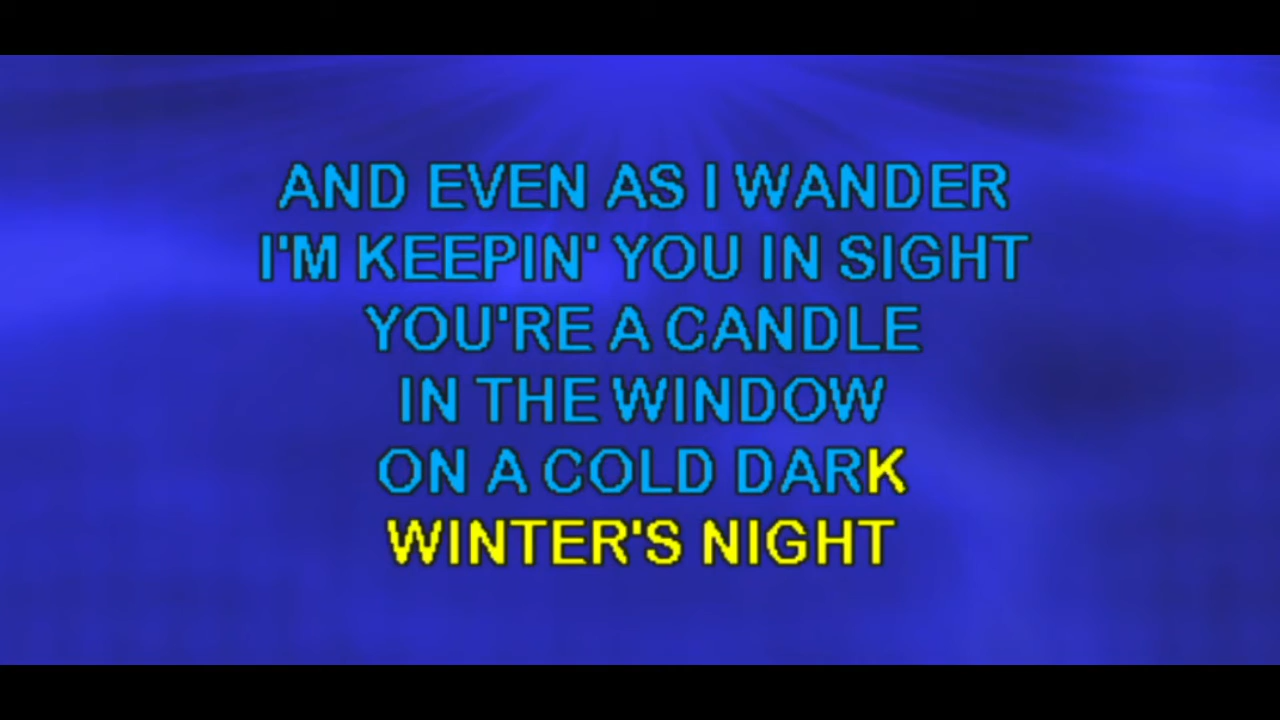 AND EVEN AS I WANDER
I'M KEEPIN' YOU IN SIGHT
YOU'RE A CANDLE
IN THE WINDOW
ON A COLD DARK
WINTER'S NIGHT